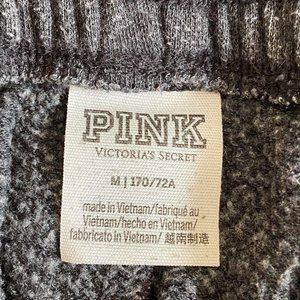 PINK
VICTORIA'S SECRET
M | 170/72A
made in Vietnam/fabriqué au
Vietnam/hecho en Vietnam/
fabbricato in Vietnam/ 越南制造